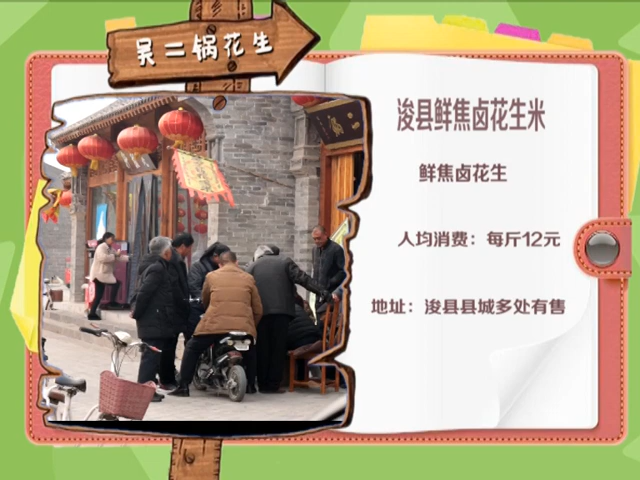 吴二锅花生
浚县鲜焦卤花生米
鲜焦卤花生
人均消费：每斤12元
地址：浚县县城多处有售